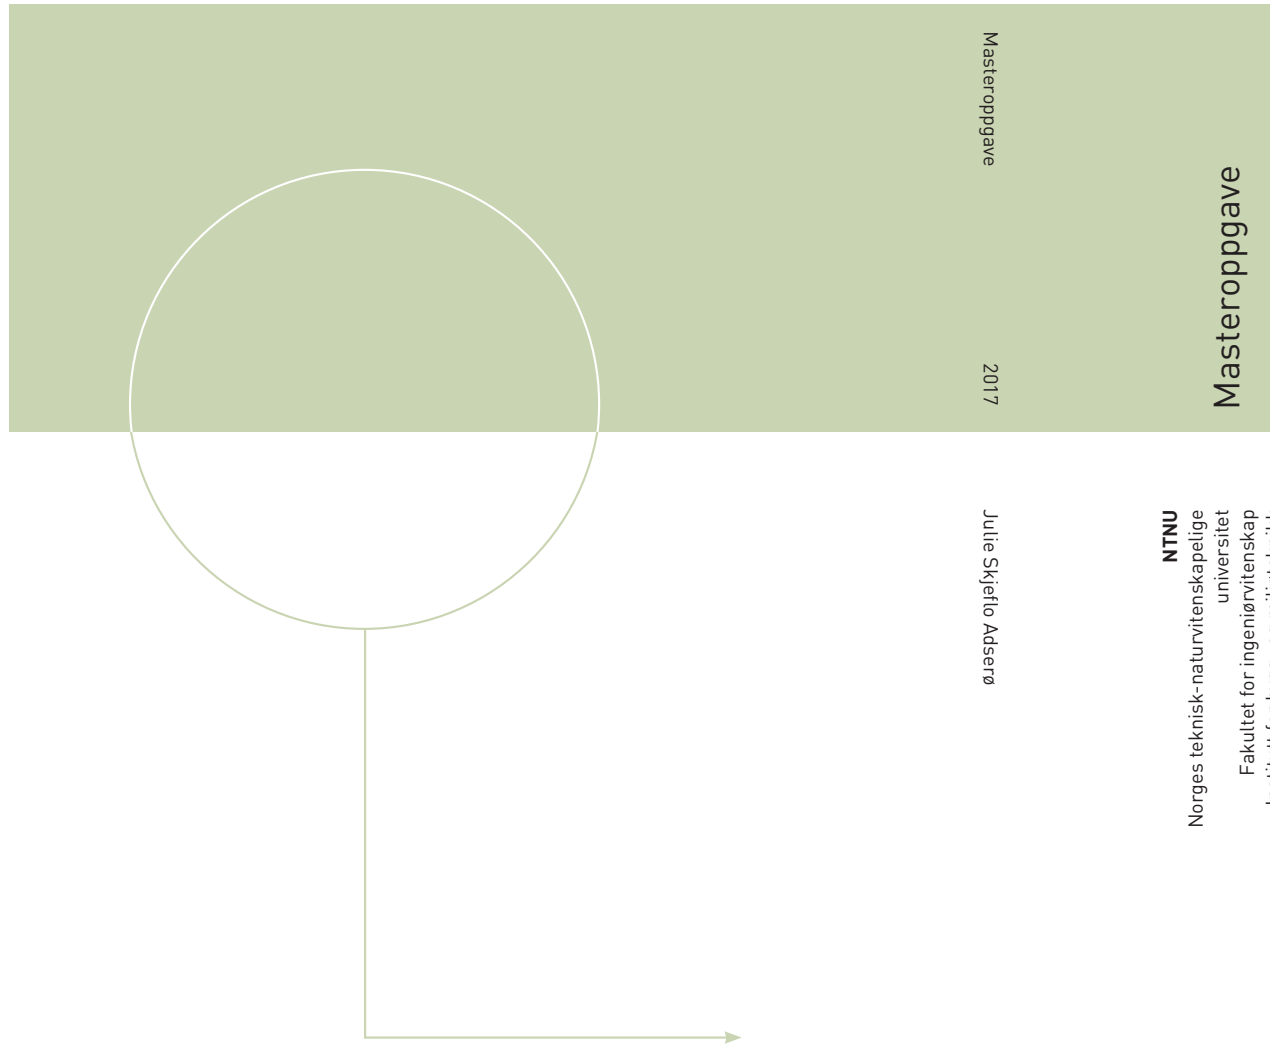 Masteroppgave
2017
Julie Skjeflo Adserø
Masteroppgave
NTNU
Norges teknisk-naturvitenskapelige
universitet
Fakultet for ingeniørvitenskap